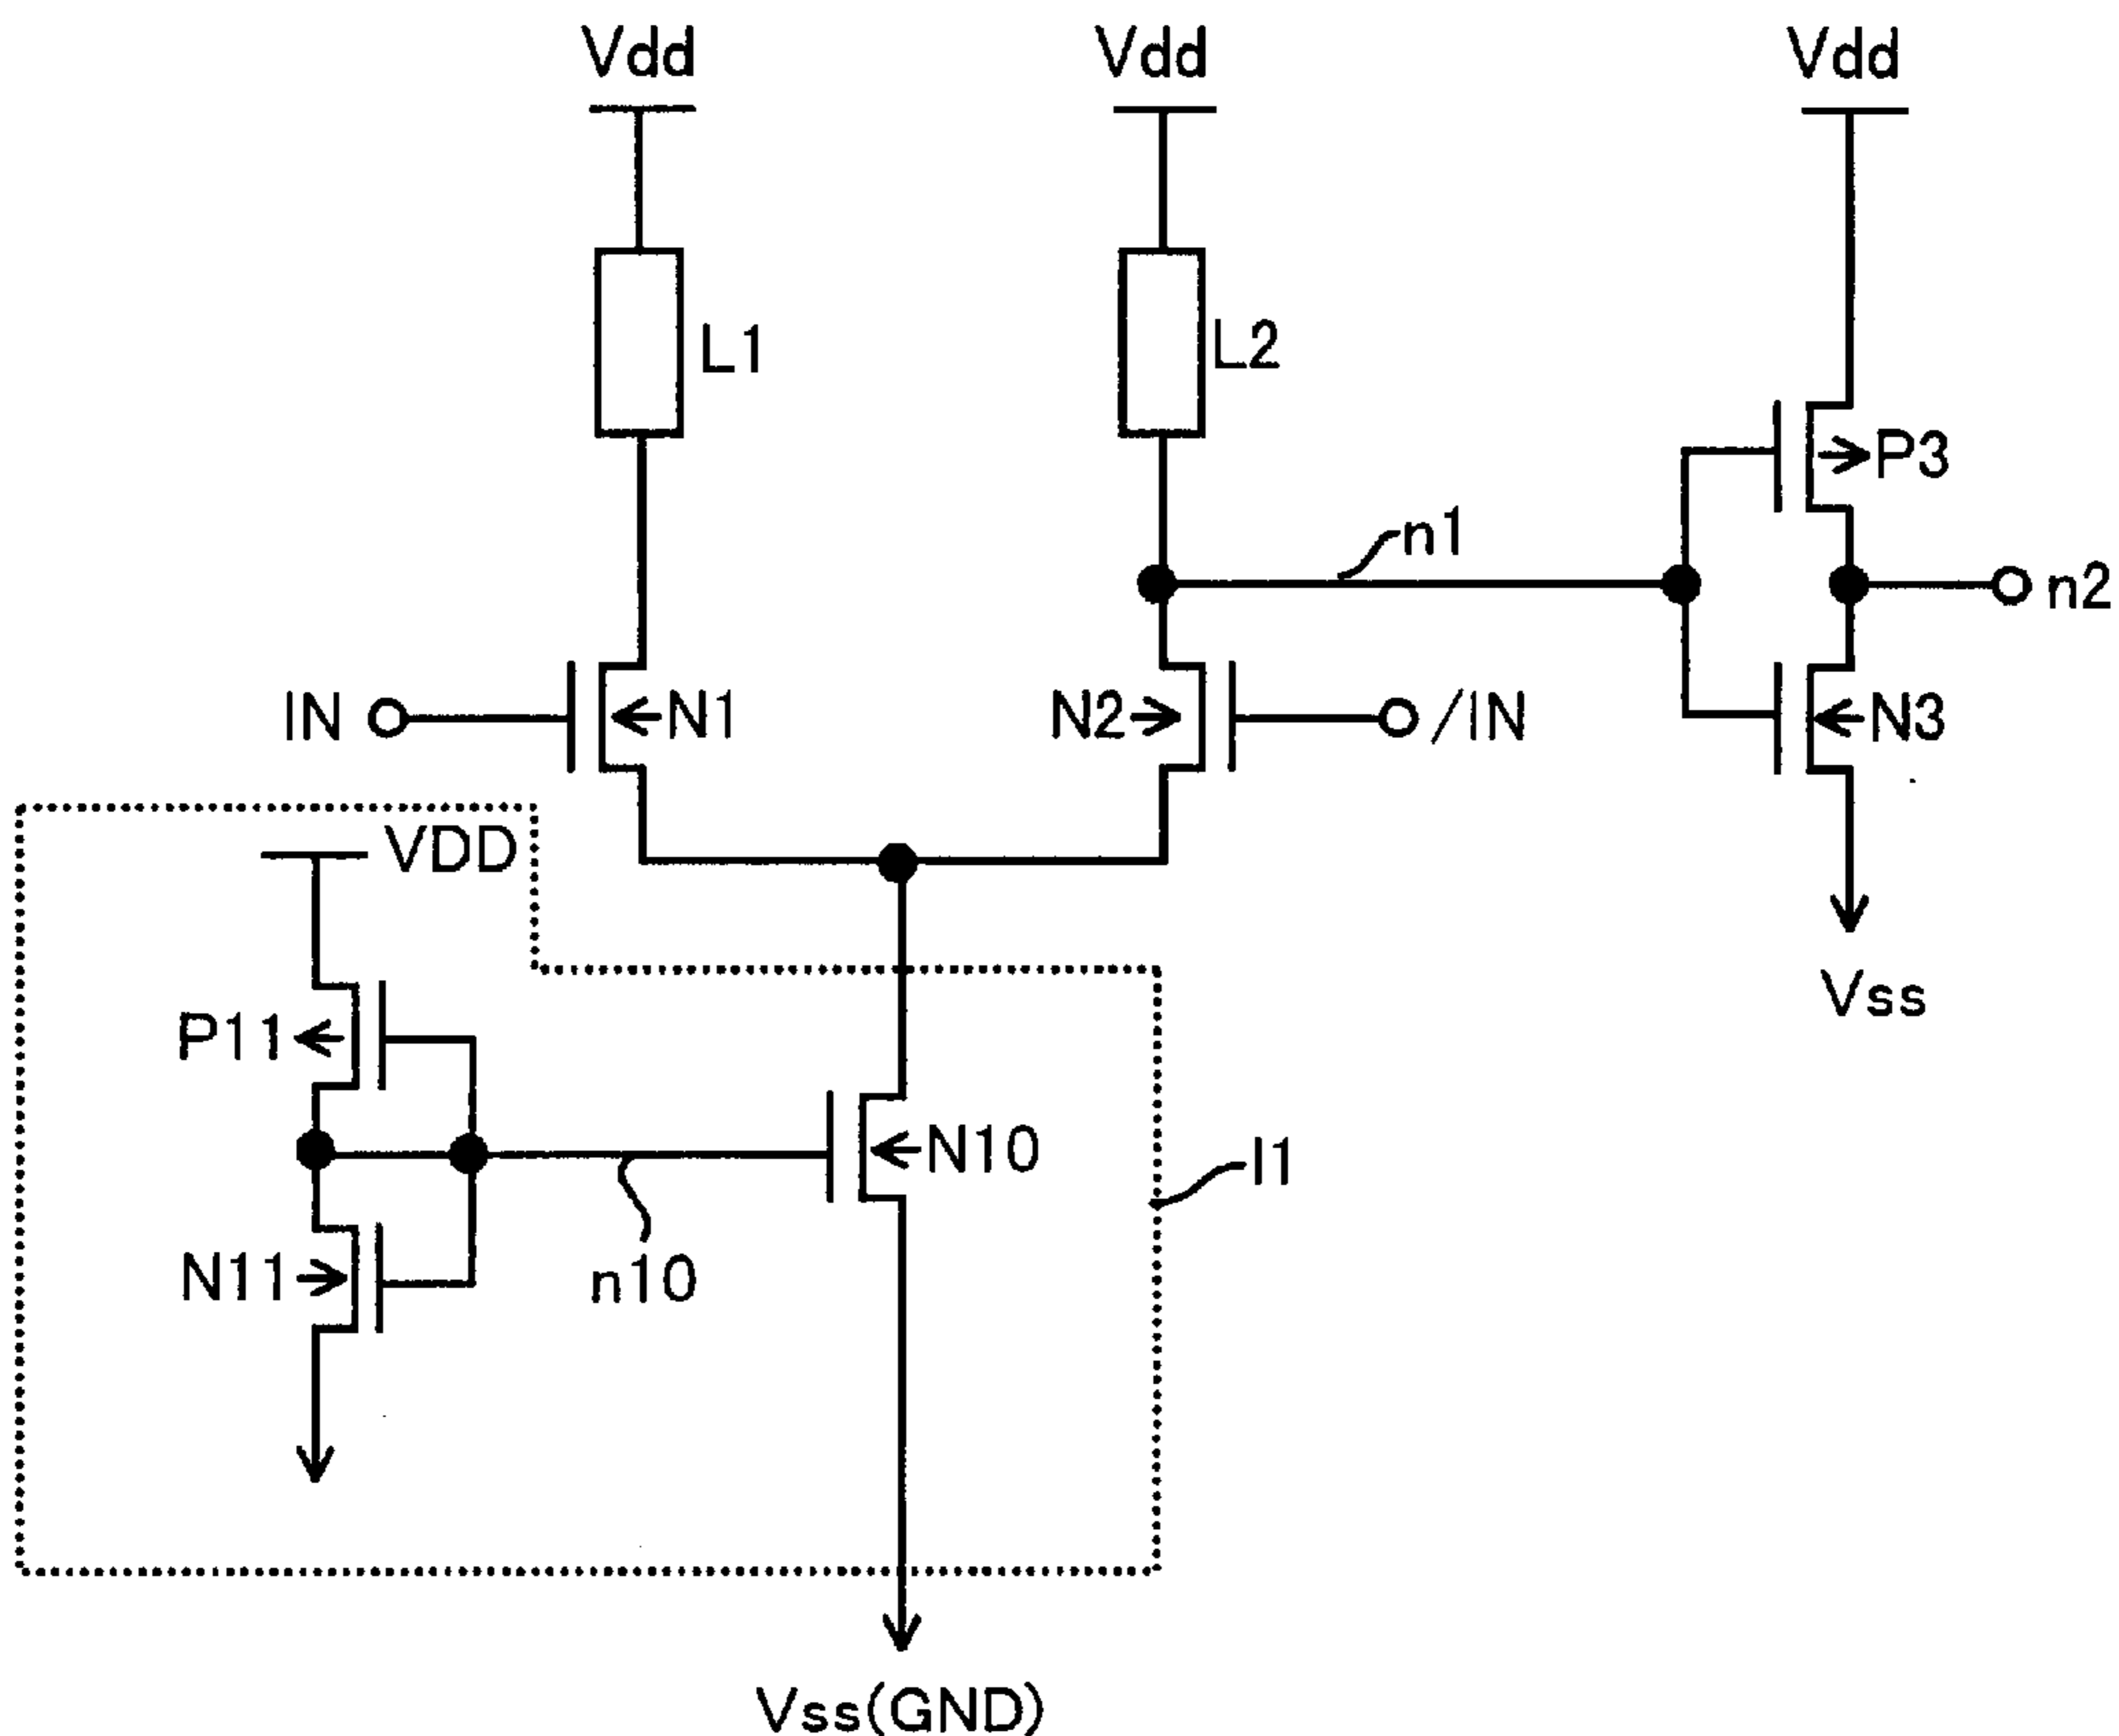 Vdd
Vdd
Vdd
L1
L2
P3
n1
n2
IN
N1
N2
/IN
N3
VDD
Vss
P11
N10
I1
N11
n10
Vss(GND)